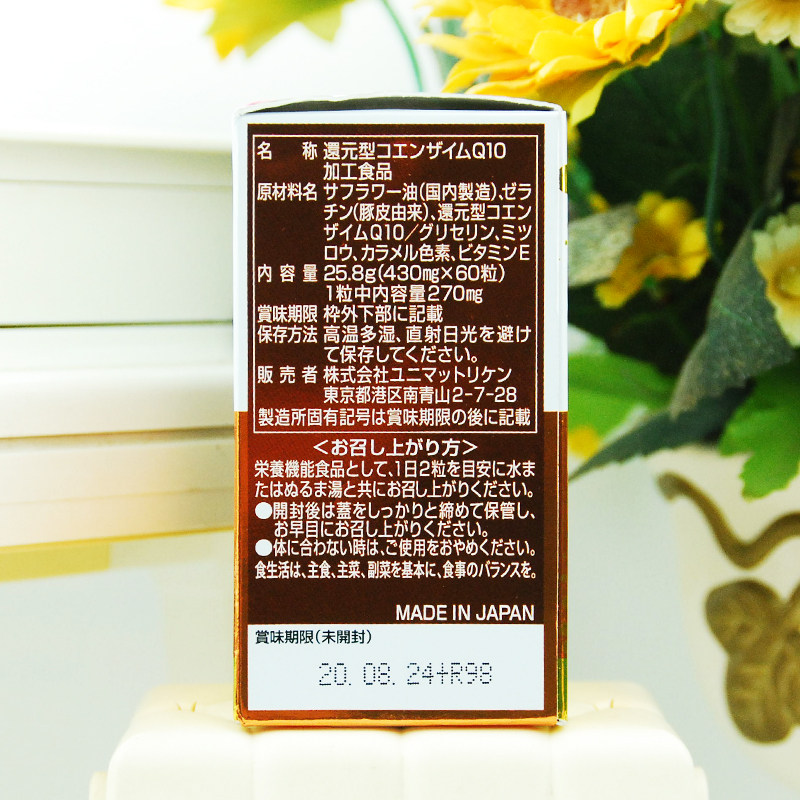 名称 還元型コエンザイムQ10
加工食品
原材料名 サフラワー油(国内製造)、ゼラ
チン(豚皮由来)、還元型コエン
ザイムQ10／グリセリン、ミツ
ロウ、カラメル色素、ビタミンE
内容量 25.8g(430mg×60粒)
1粒中内容量270mg
賞味期限 枠外下部に記載
保存方法 高温多湿、直射日光を避け
て保存してください。
販売者 株式会社ユニマットリケン
東京都港区南青山2-7-28
製造所固有記号は賞味期限の後に記載
＜お召し上がり方＞
栄養機能食品として、1日2粒を目安に水ま
たはぬるま湯と共にお召し上がりください。
●開封後は蓋をしっかりと締めて保管し、
お早目にお召し上がりください。
●体に合わない時は、ご使用をおやめください。
食生活は、主食、主菜、副菜を基本に、食事のバランスを。
MADE IN JAPAN
賞味期限(未開封)
20. 08. 24+R98